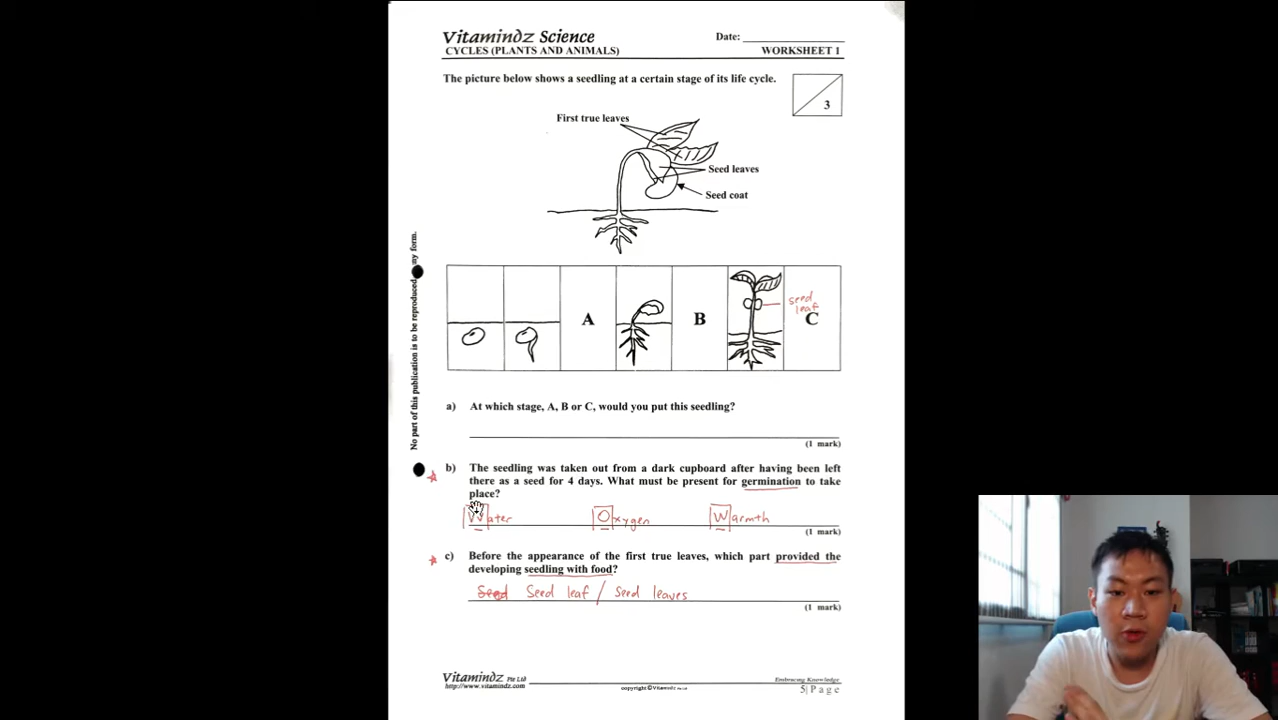 Vitamindz Science
Date:
CYCLES (PLANTS AND ANIMALS)
WORKSHEET 1
The picture below shows a seedling at a certain stage of its life cycle.
3
First true leaves
Seed leaves
Seed coat
A
B
seed
leaf
C
No part of this publication is to be reproduced
my form.
a) At which stage, A, B or C, would you put this seedling?
(1 mark)
b) The seedling was taken out from a dark cupboard after having been left
there as a seed for 4 days. What must be present for germination to take
place?
Water Oxygen Warmth
(1 mark)
c) Before the appearance of the first true leaves, which part provided the
developing seedling with food?
Seed Seed leaf / Seed leaves
(1 mark)
Vitamindz Pte Ltd
http://www.vitamindz.com
copyright © Vitamindz Pte Ltd
Embracing Knowledge
5|Page